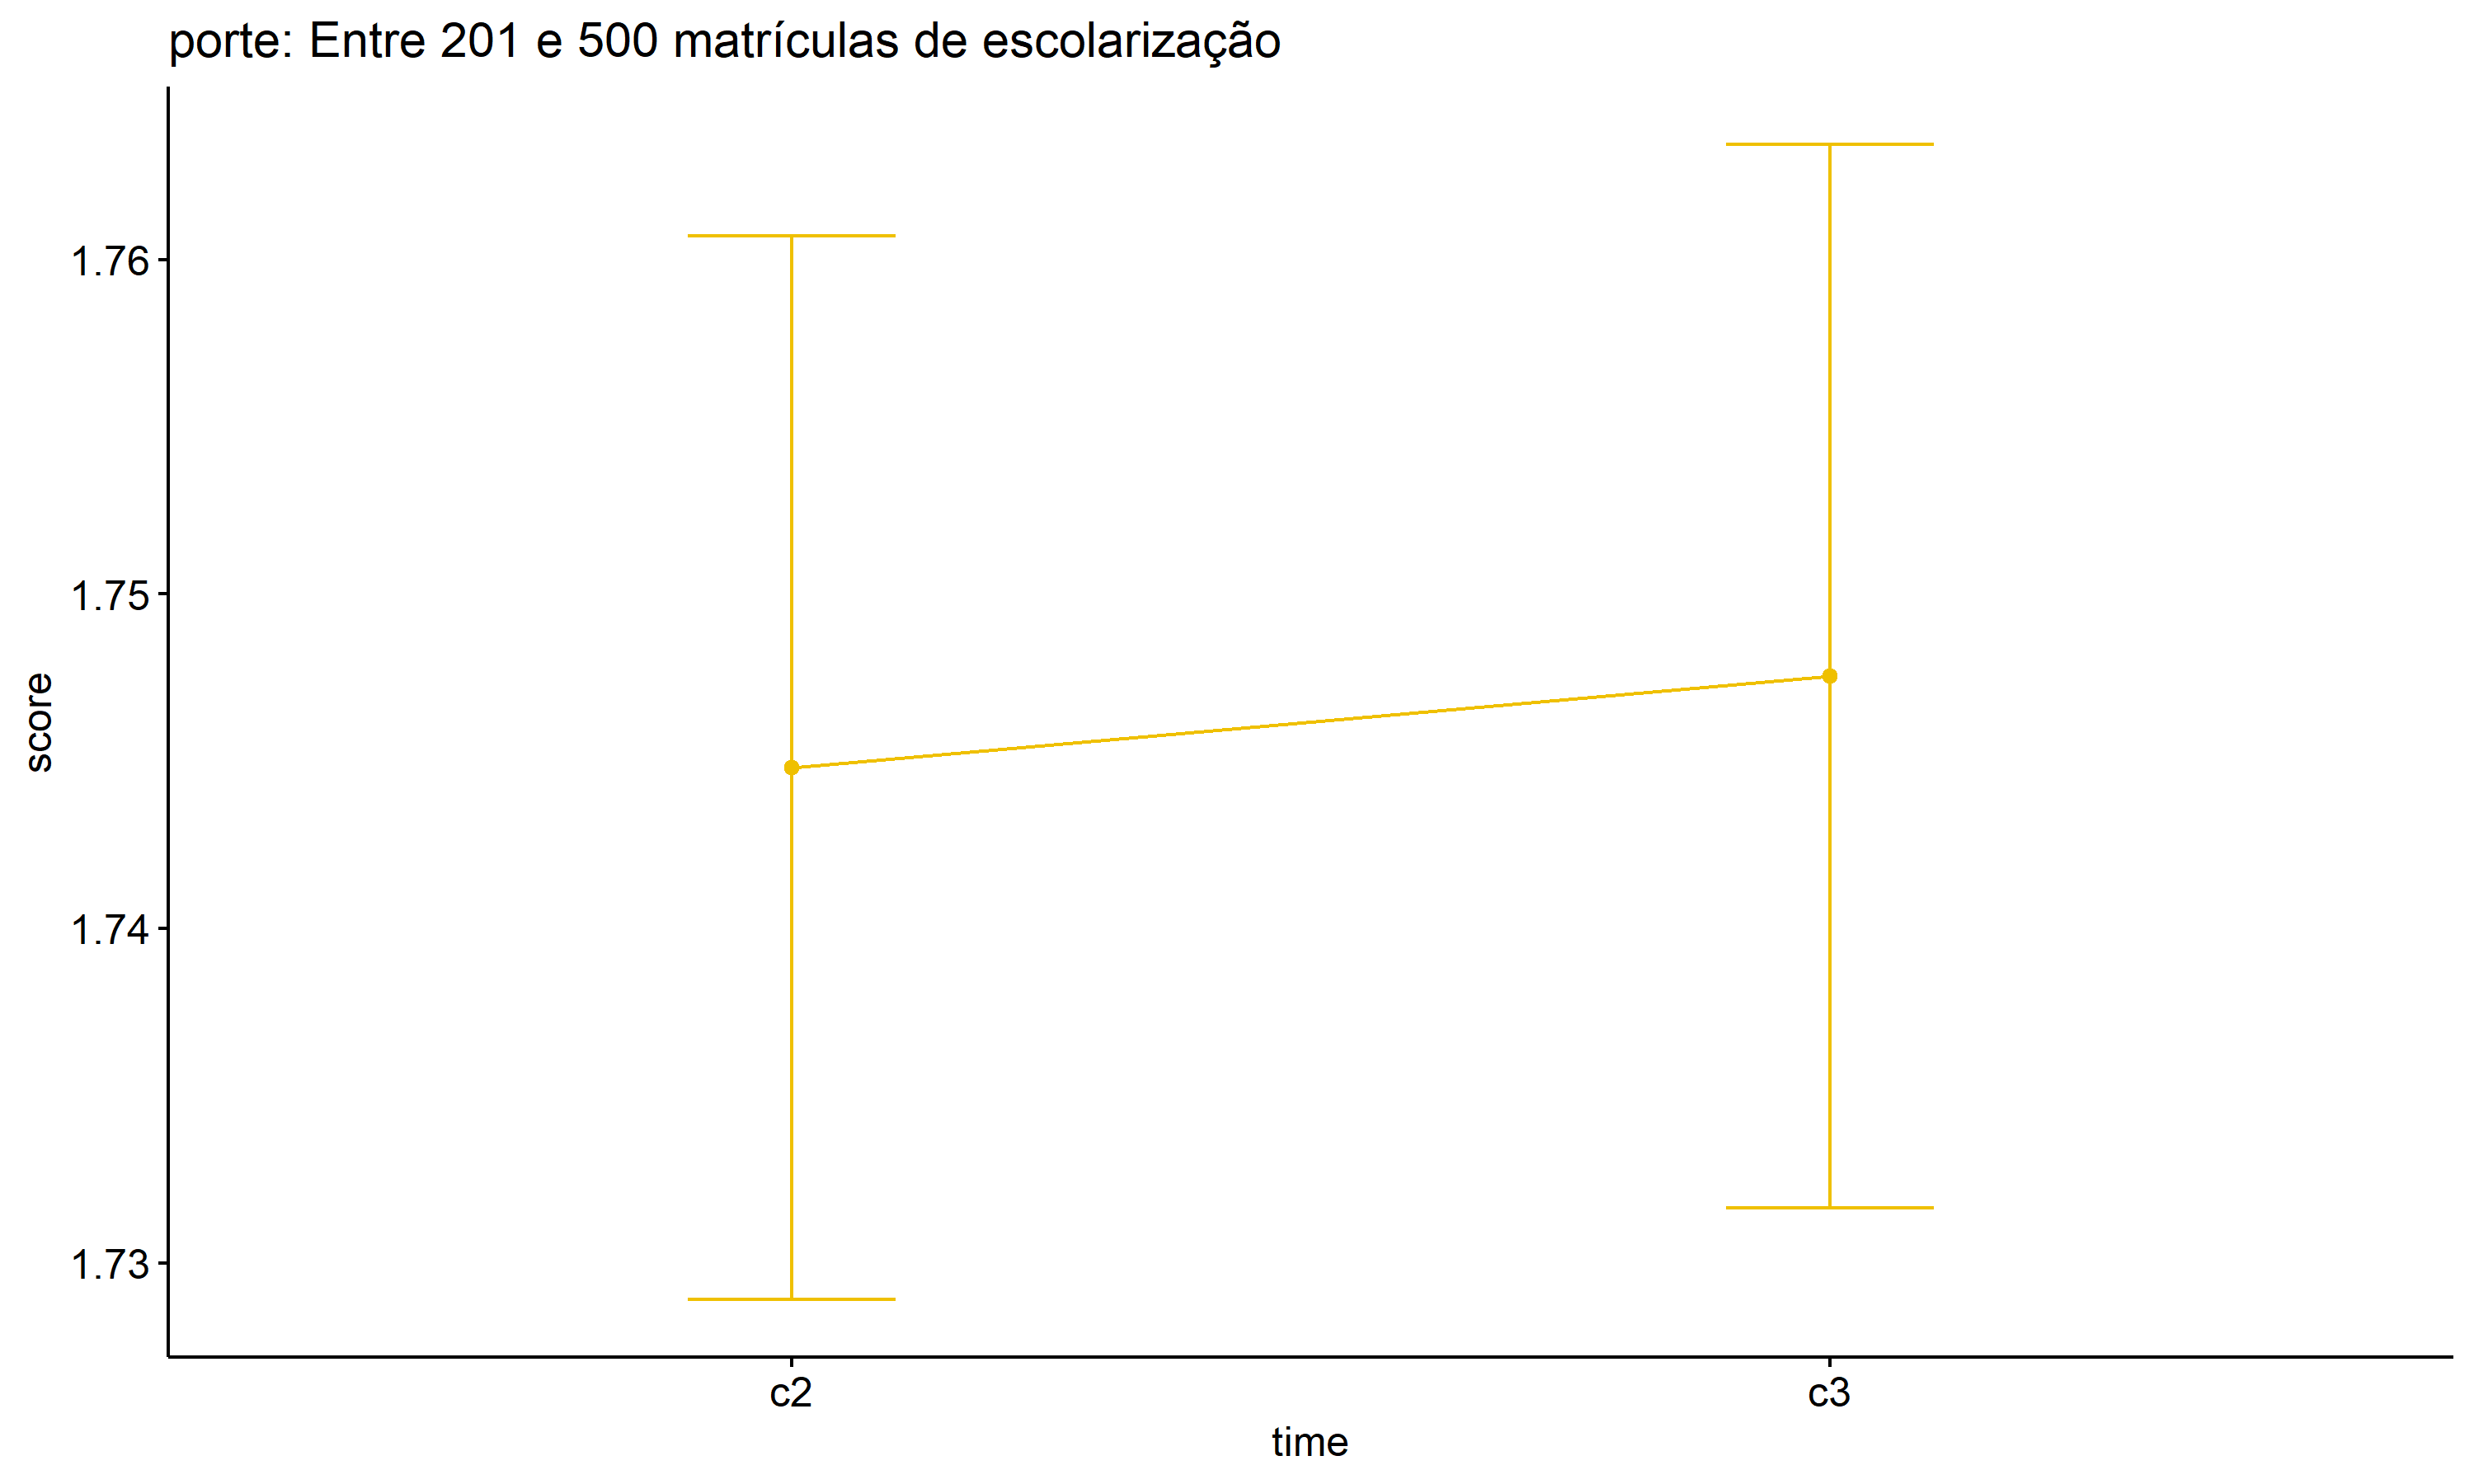 porte: Entre 201 e 500 matrículas de escolarização
score
1.76
1.75
1.74
1.73
c2
c3
time